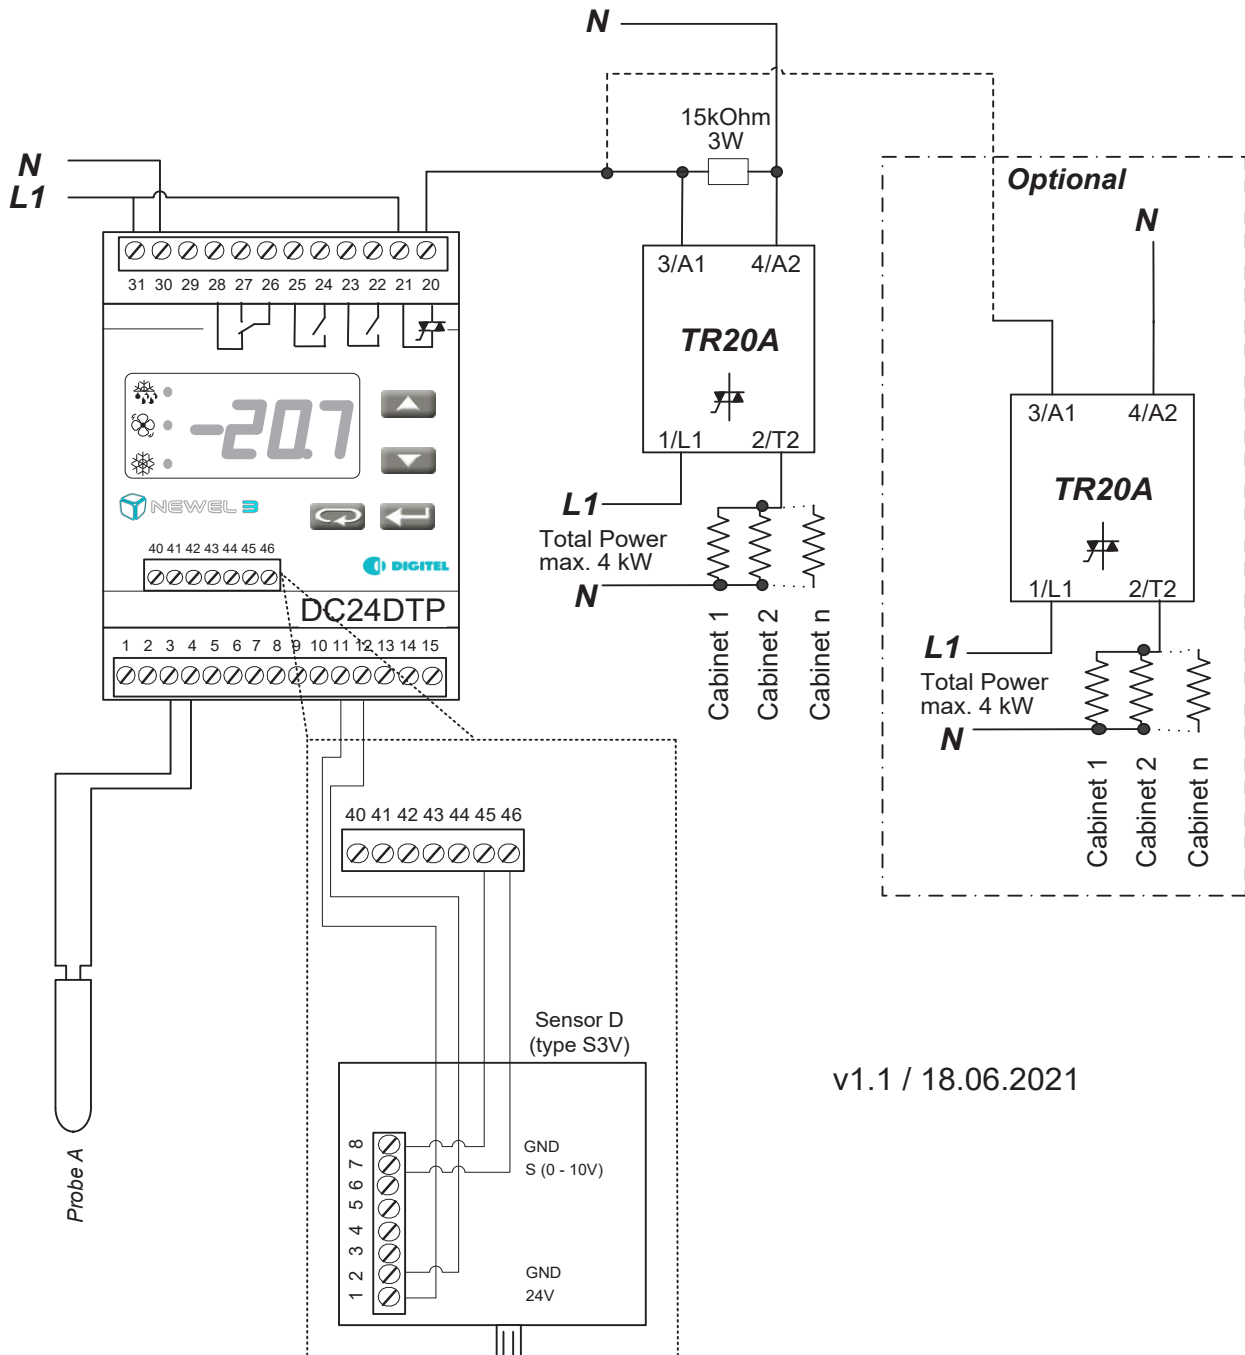 N
15kOhm
3W
N
L1
Optional
N
31 30 29 28 27 26 25 24 23 22 21 20
3/A1 4/A2
TR20A
1/L1 2/T2
L1
Total Power
max. 4 kW
N
Cabinet 1
Cabinet 2
Cabinet n
3/A1 4/A2
TR20A
1/L1 2/T2
L1
Total Power
max. 4 kW
N
Cabinet 1
Cabinet 2
Cabinet n
-20.7
NEWEL 3
40 41 42 43 44 45 46
DIGITEL
DC24DTP
1 2 3 4 5 6 7 8 9 10 11 12 13 14 15
40 41 42 43 44 45 46
Probe A
Sensor D
(type S3V)
8 GND
7 S (0 - 10V)
6
5
4
3
2 GND
1 24V
v1.1 / 18.06.2021